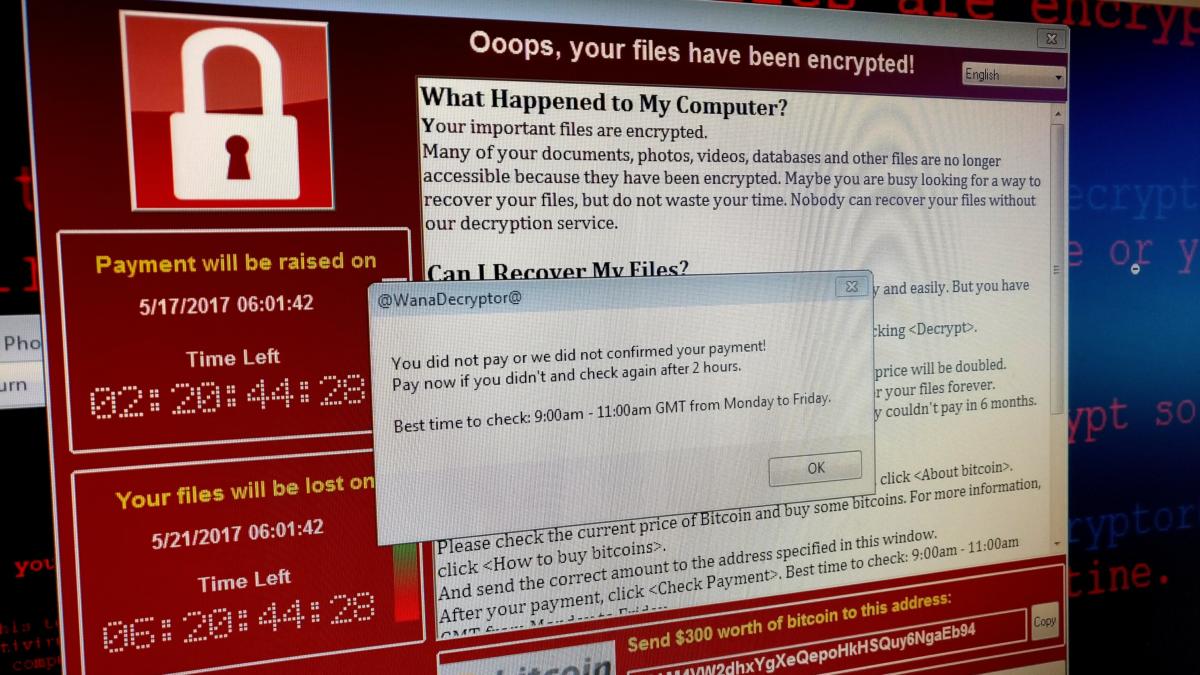 are encryp
Ooops, your files have been encrypted!
English
What Happened to My Computer?
Your important files are encrypted.
Many of your documents, photos, videos, databases and other files are no longer
accessible because they have been encrypted. Maybe you are busy looking for a way to
recover your files, but do not waste your time. Nobody can recover your files without
our decryption service.
Can I Recover My Files?
y and easily. But you have
cking <Decrypt>.
price will be doubled.
r your files forever.
y couldn't pay in 6 months.
click <About bitcoin>.
Please check the current price of Bitcoin and buy some bitcoins. For more information,
click <How to buy bitcoins>.
And send the correct amount to the address specified in this window.
After your payment, click <Check Payment>. Best time to check: 9:00am - 11:00am
GMT from Monday to Friday.
Payment will be raised on
5/17/2017 06:01:42
Time Left
02:20:44:28
Your files will be lost on
5/21/2017 06:01:42
Time Left
06:20:44:28
@WanaDecryptor@
You did not pay or we did not confirmed your payment!
Pay now if you didn't and check again after 2 hours.
Best time to check: 9:00am - 11:00am GMT from Monday to Friday.
OK
bitcoin
Send $300 worth of bitcoin to this address:
VW2dhxYgXeQepoHkHSQuy6NgaEb94
Copy
Pho
urn
you
ecrypt
e or y
ypt so
ryptor
tine.